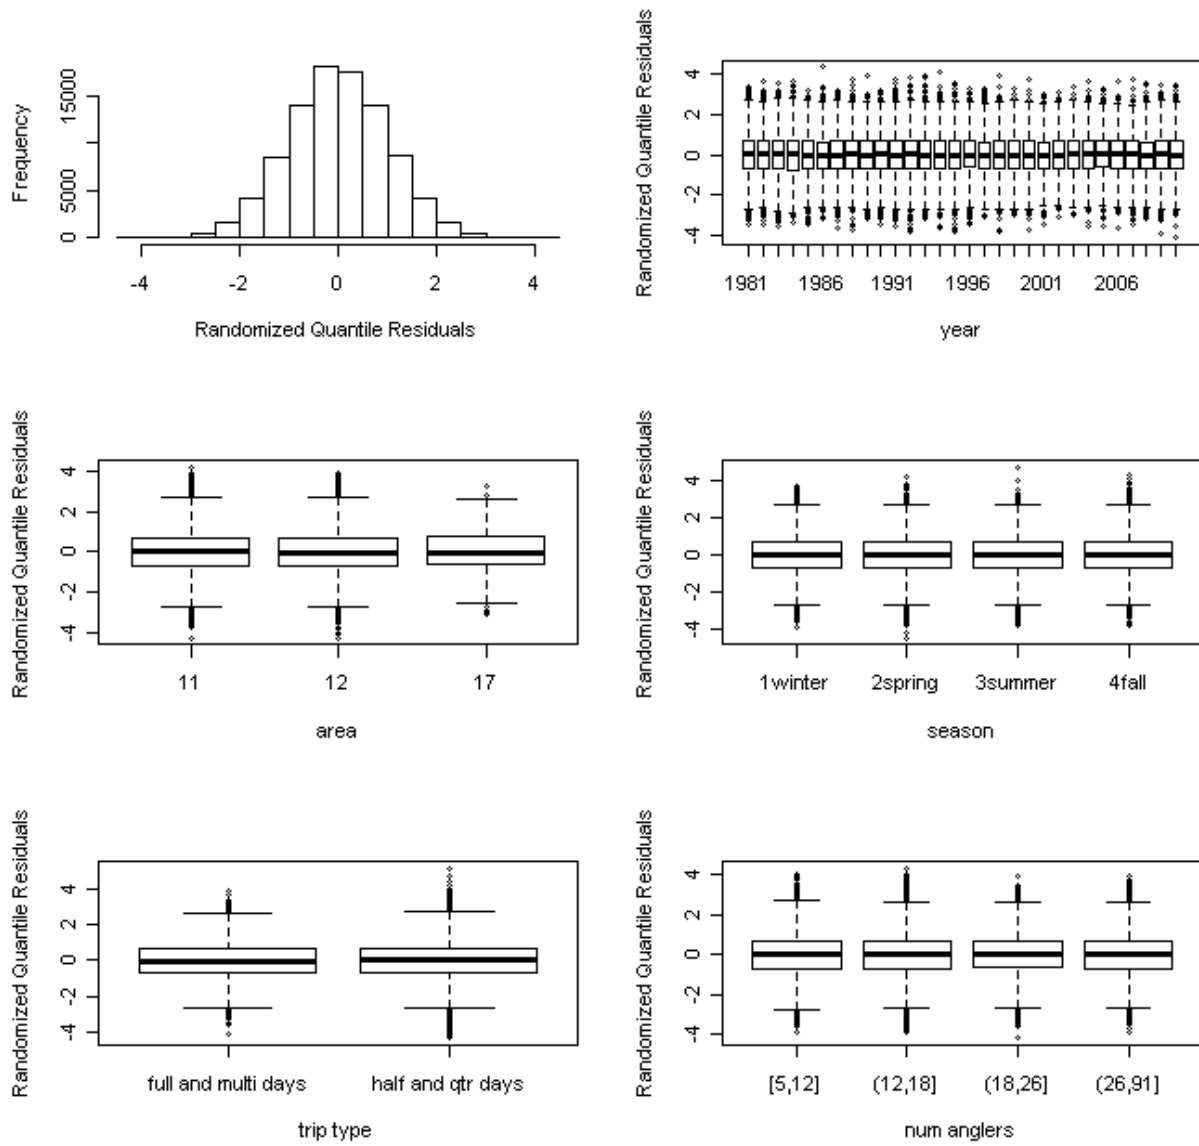 Frequency
15000
5000
0
-4 -2 0 2 4
Randomized Quantile Residuals
Randomized Quantile Residuals
4
2
0
-2
-4
1981 1986 1991 1996 2001 2006
year
Randomized Quantile Residuals
4
2
0
-2
-4
11 12 17
area
Randomized Quantile Residuals
4
2
0
-2
-4
1winter 2spring 3summer 4fall
season
Randomized Quantile Residuals
4
2
0
-2
-4
full and multi days half and qtr days
trip type
Randomized Quantile Residuals
4
2
0
-2
-4
[5,12] (12,18] (18,26] (26,91]
num anglers